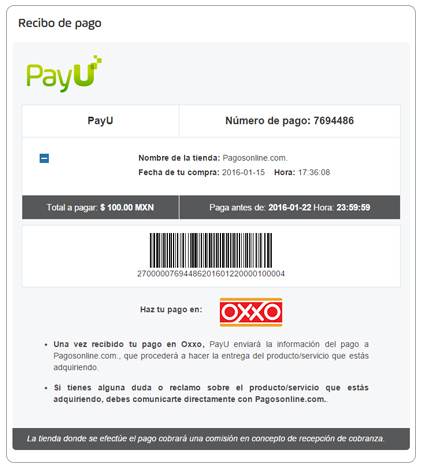 Recibo de pago
PayU
PayU
Número de pago: 7694486
Nombre de la tienda: Pagosonline.com.
Fecha de tu compra: 2016-01-15 Hora: 17:36:08
Total a pagar: $ 100.00 MXN
Paga antes de: 2016-01-22 Hora: 23:59:59
27000007694486201601220000100004
Haz tu pago en:
OXXO
• Una vez recibido tu pago en Oxxo, PayU enviará la información del pago a
Pagosonline.com., que procederá a hacer la entrega del producto/servicio que estás
adquiriendo.
• Si tienes alguna duda o reclamo sobre el producto/servicio que estás
adquiriendo, debes comunicarte directamente con Pagosonline.com..
La tienda donde se efectúe el pago cobrará una comisión en concepto de recepción de cobranza.